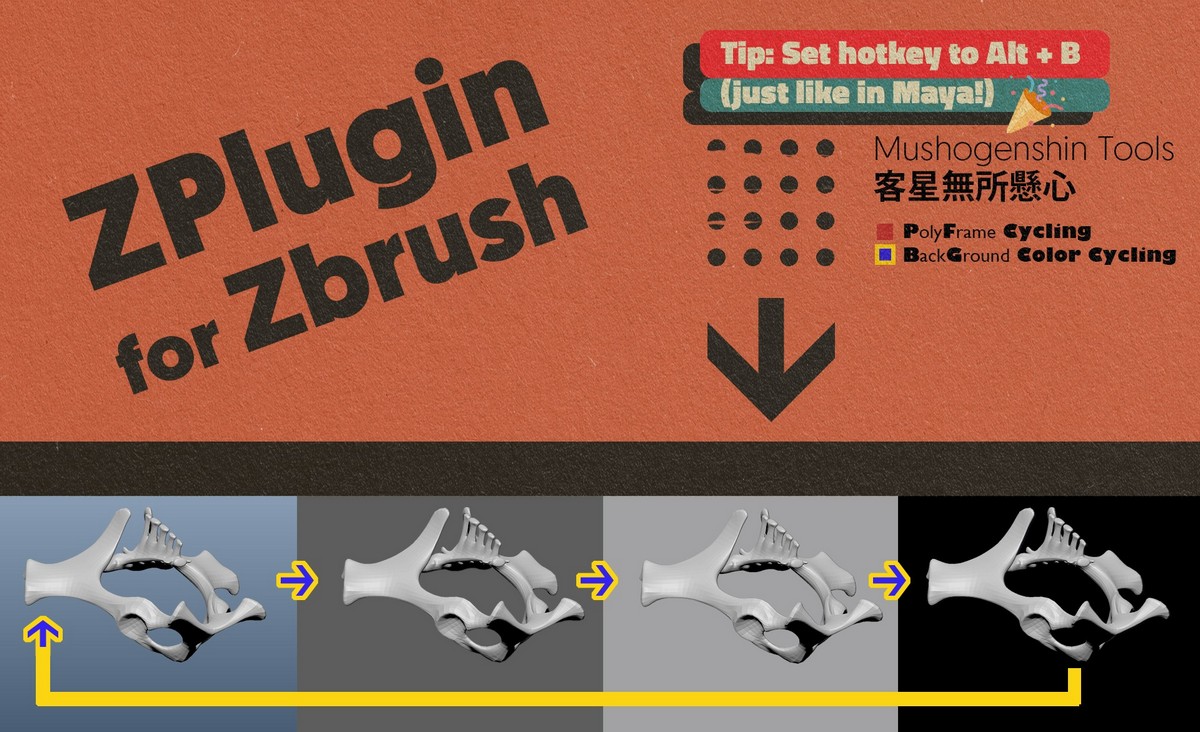 ZPlugin
for Zbrush
Tip: Set hotkey to Alt + B
(just like in Maya!)
Mushogenshin Tools
客星無所懸心
PolyFrame Cycling
BackGround Color Cycling